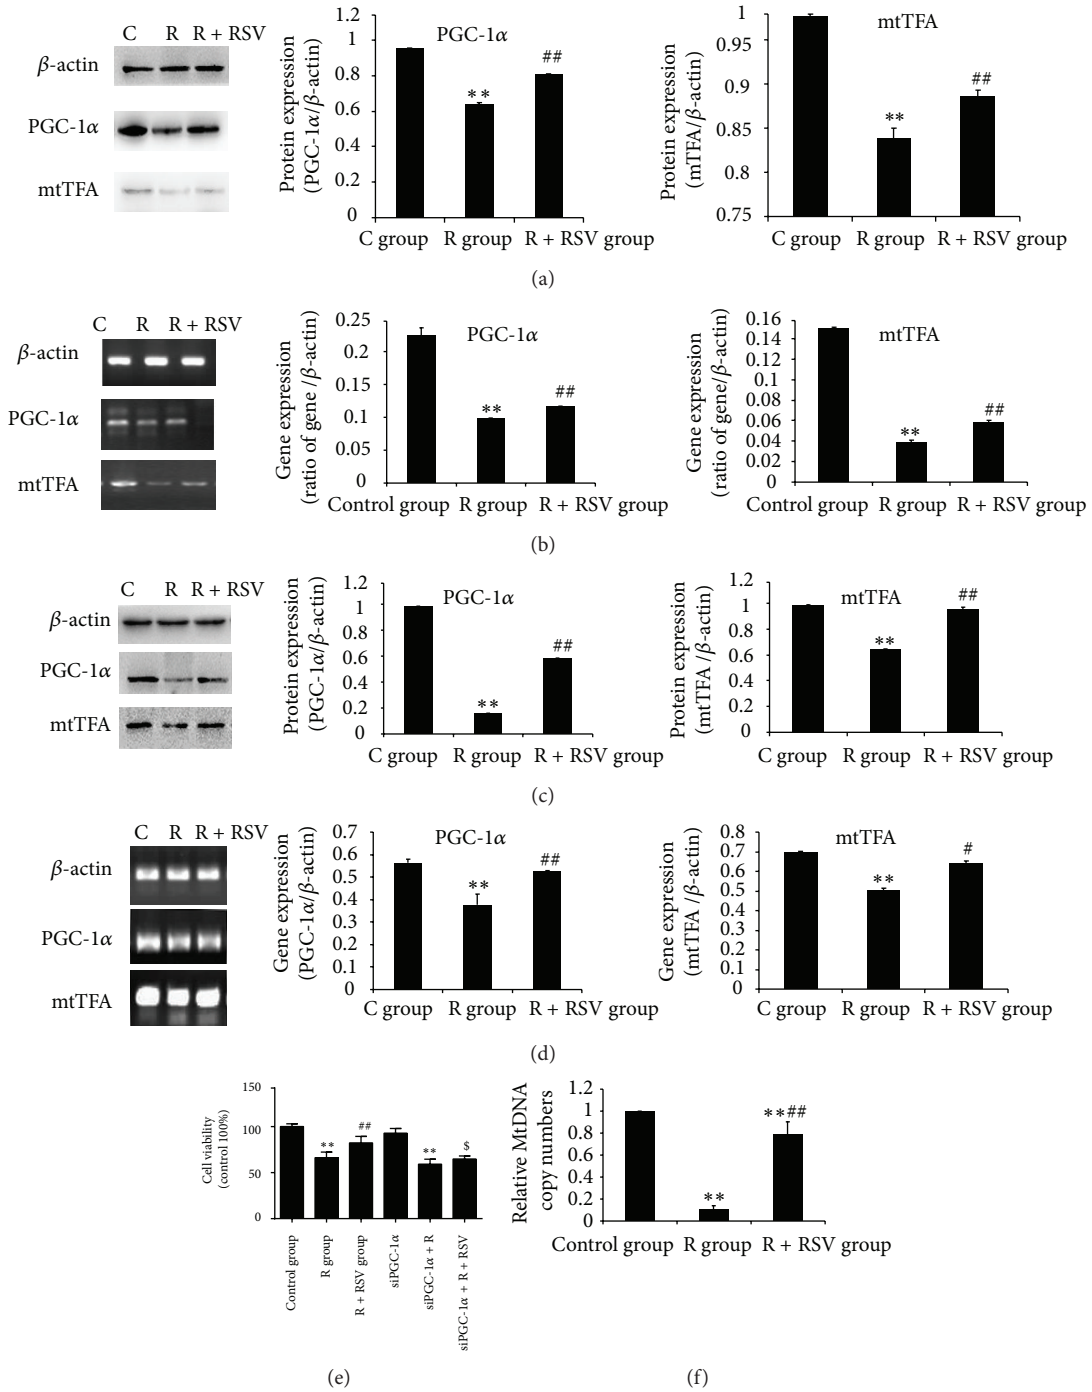 C R R + RSV
β-actin
PGC-1α
mtTFA
Protein expression
(PGC-1α/β-actin)
1.2
1
0.8
0.6
0.4
0.2
0
PGC-1α
**
##
C group R group R + RSV group
Protein expression
(mTFA/β-actin)
1
0.95
0.85
0.85
0.75
mtTFA
**
##
C group R group R + RSV group
(a)
C R R + RSV
β-actin
PGC-1α
mtTFA
Gene expression
(ratio of gene /β-actin)
0.25
0.2
0.15
0.1
0.05
0
PGC-1α
**
##
Control group R group R + RSV group
Gene expression
(ratio of gene/β-actin)
0.16
0.14
0.12
0.1
0.08
0.06
0.04
0.02
0
mtTFA
**
##
Control group R group R + RSV group
(b)
C R R + RSV
β-actin
PGC-1α
mtTFA
Protein expression
(PGC-1α/β-actin)
1.2
1
0.8
0.6
0.4
0.2
0
PGC-1α
**
##
C group R group R + RSV group
Protein expression
(mtTFA /β-actin)
1.2
1
0.8
0.6
0.4
0.2
0
mtTFA
**
##
C group R group R + RSV group
(c)
C R R + RSV
β-actin
PGC-1α
mtTFA
Gene expression
(PGC-1α/β-actin)
0.7
0.6
0.5
0.4
0.3
0.2
0.1
0
PGC-1α
**
##
C group R group R + RSV group
Gene expression
(mtTFA /β-actin)
0.8
0.7
0.6
0.5
0.4
0.3
0.2
0.1
0
mtTFA
**
#
C group R group R + RSV group
(d)
Cell viability
(control 100%)
150
100
50
0
**
##
**
$
Control group
R group
R + RSV group
siPGC-1α
siPGC-1α + R
siPGC-1α + R + RSV
(e)
Relative MtDNA
copy numbers
1.2
1
0.8
0.6
0.4
0.2
0
**
**##
Control group R group R + RSV group
(f)